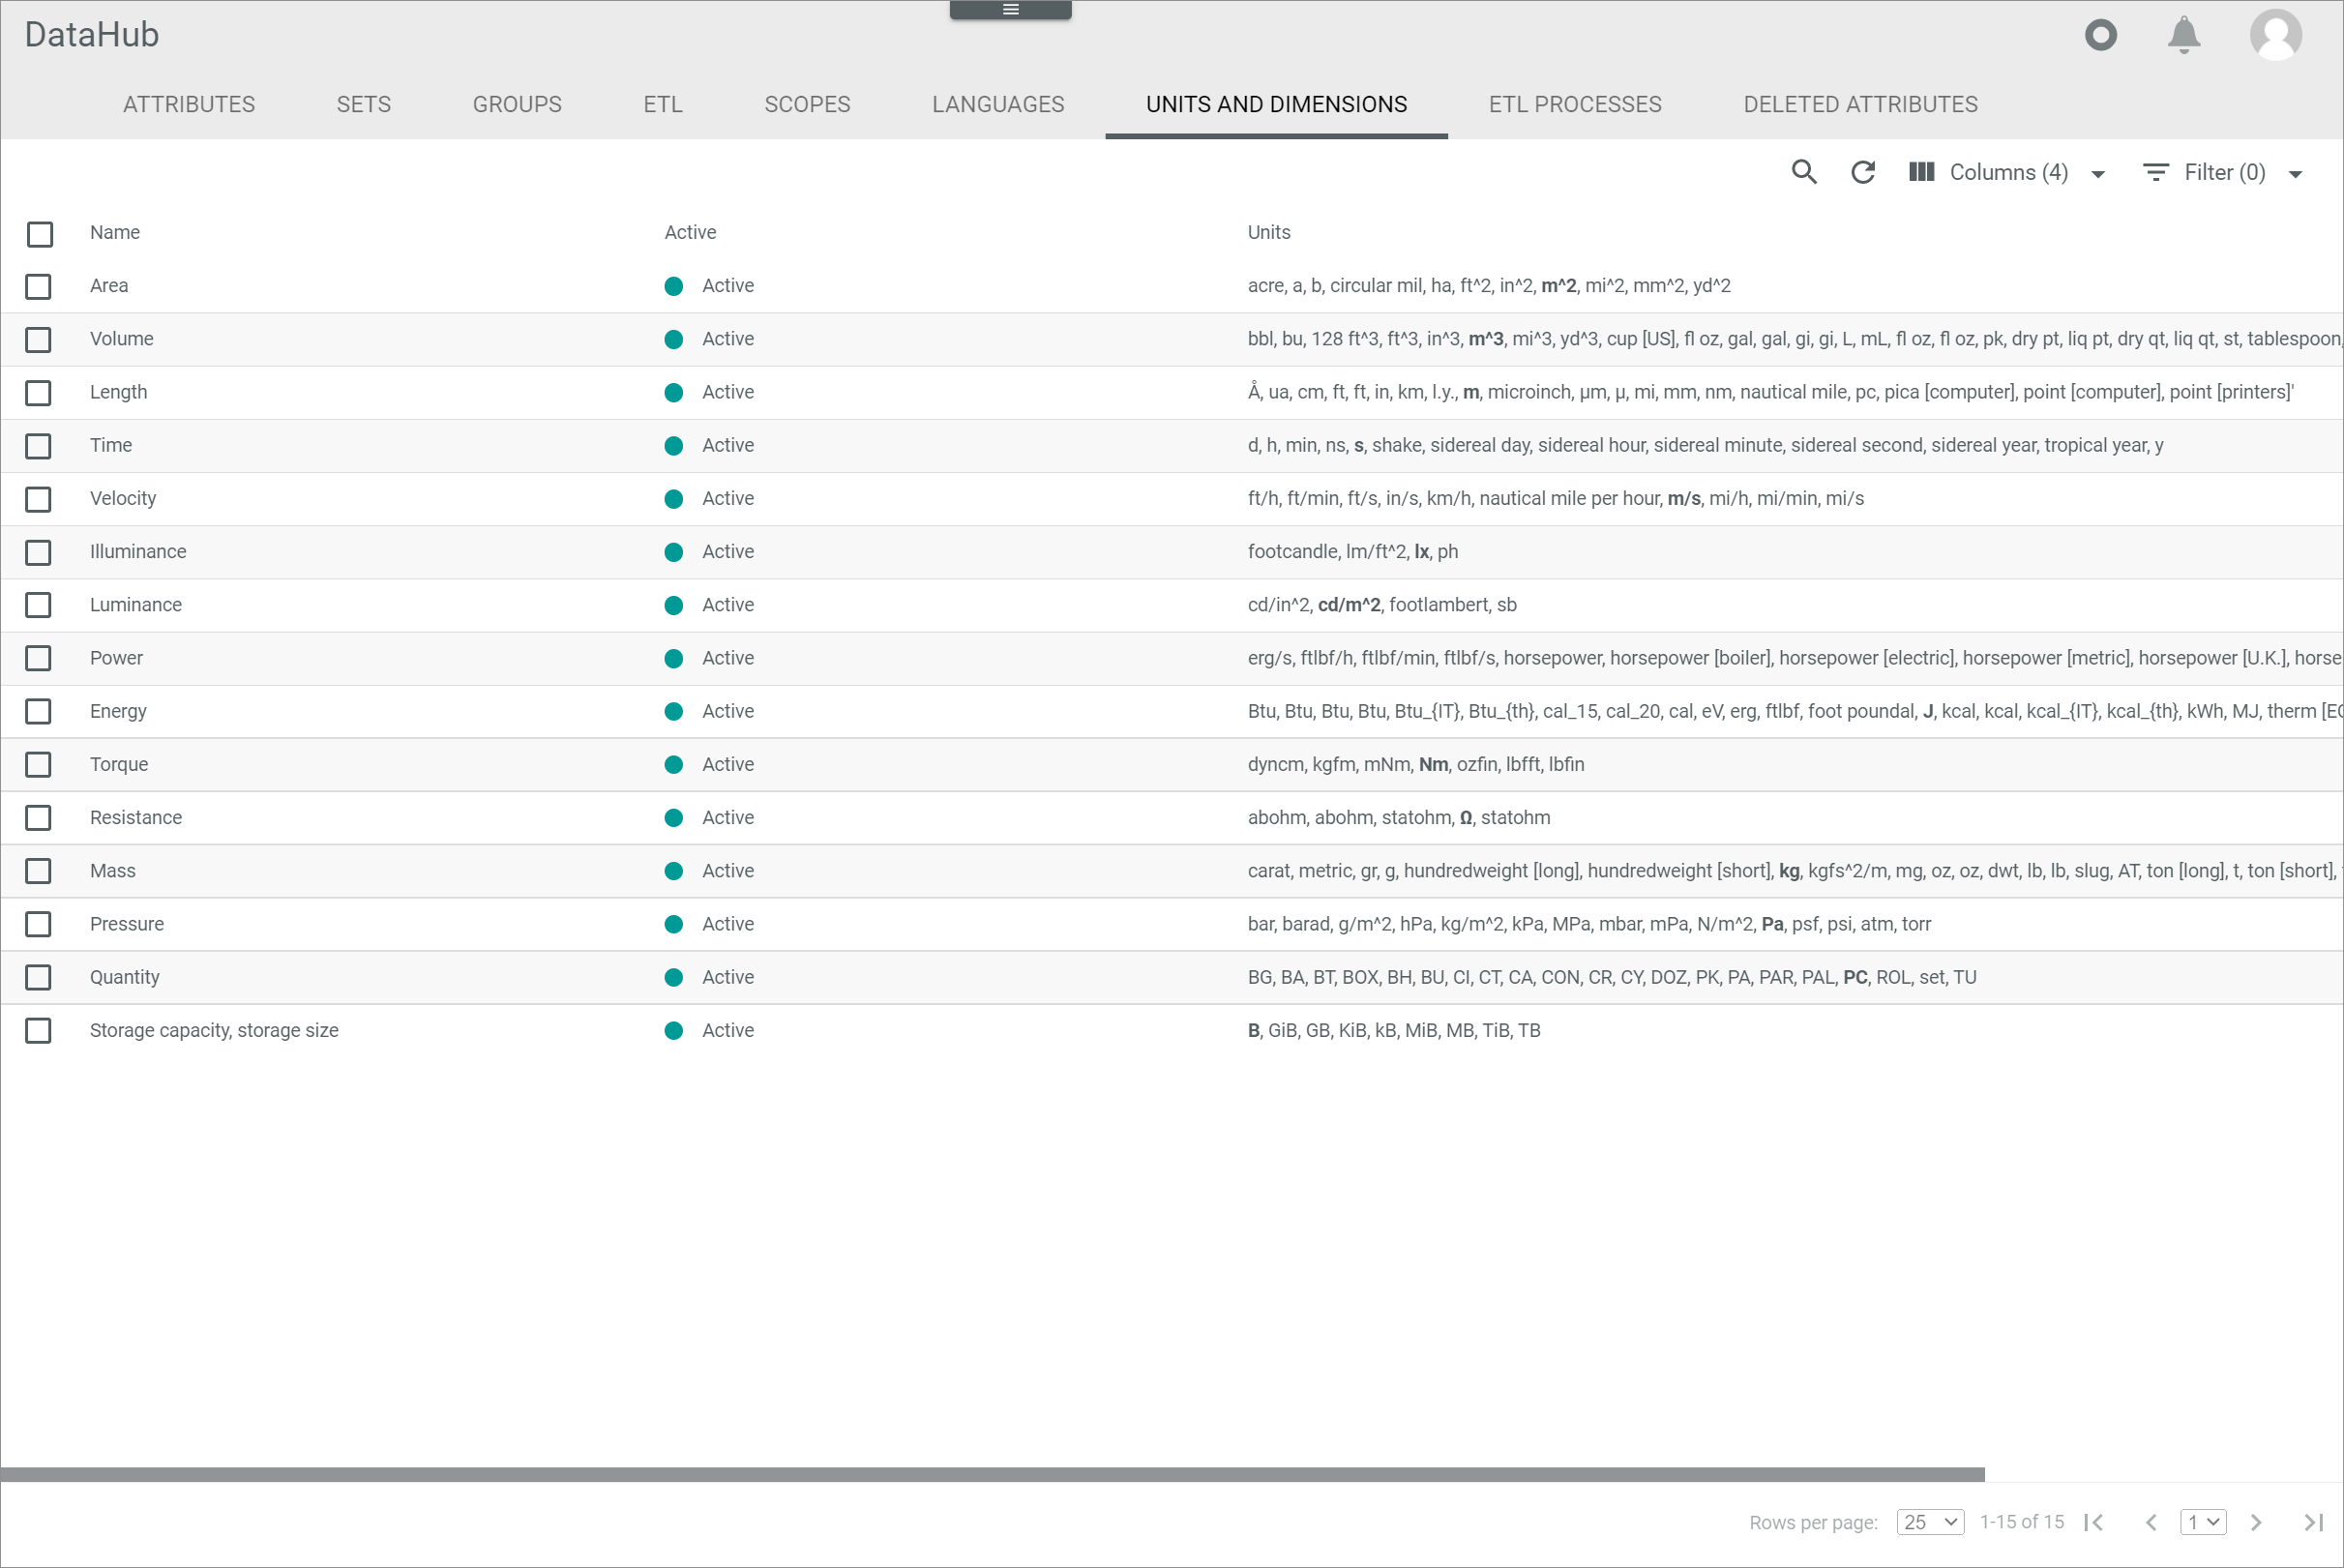 DataHub
ATTRIBUTES SETS GROUPS ETL SCOPES LANGUAGES UNITS AND DIMENSIONS ETL PROCESSES DELETED ATTRIBUTES
Columns (4) Filter (0)
Name Active Units
Area Active acre, a, b, circular mil, ha, ft^2, in^2, m^2, mi^2, mm^2, yd^2
Volume Active bbl, bu, 128 ft^3, ft^3, in^3, m^3, mi^3, yd^3, cup [US], fl oz, gal, gal, gi, gi, L, mL, fl oz, fl oz, pk, dry pt, liq pt, dry qt, liq qt, st, tablespoon,
Length Active Å, ua, cm, ft, ft, in, km, l.y., m, microinch, µm, µ, mi, mm, nm, nautical mile, pc, pica [computer], point [computer], point [printers]'
Time Active d, h, min, ns, s, shake, sidereal day, sidereal hour, sidereal minute, sidereal second, sidereal year, tropical year, y
Velocity Active ft/h, ft/min, ft/s, in/s, km/h, nautical mile per hour, m/s, mi/h, mi/min, mi/s
Illuminance Active footcandle, lm/ft^2, lx, ph
Luminance Active cd/in^2, cd/m^2, footlambert, sb
Power Active erg/s, ftlbf/h, ftlbf/min, ftlbf/s, horsepower, horsepower [boiler], horsepower [electric], horsepower [metric], horsepower [U.K.], horse
Energy Active Btu, Btu, Btu, Btu, Btu_{IT}, Btu_{th}, cal_15, cal_20, cal, eV, erg, ftlbf, foot poundal, J, kcal, kcal, kcal_{IT}, kcal_{th}, kWh, MJ, therm [EC
Torque Active dyncm, kgfm, mNm, Nm, ozfin, lbfft, lbfin
Resistance Active abohm, abohm, statohm, Ω, statohm
Mass Active carat, metric, gr, g, hundredweight [long], hundredweight [short], kg, kgfs^2/m, mg, oz, oz, dwt, lb, lb, slug, AT, ton [long], t, ton [short],
Pressure Active bar, barad, g/m^2, hPa, kg/m^2, kPa, MPa, mbar, mPa, N/m^2, Pa, psf, psi, atm, torr
Quantity Active BG, BA, BT, BOX, BH, BU, CI, CT, CA, CON, CR, CY, DOZ, PK, PA, PAR, PAL, PC, ROL, set, TU
Storage capacity, storage size Active B, GiB, GB, KiB, kB, MiB, MB, TiB, TB
Rows per page: 25 1-15 of 15 1